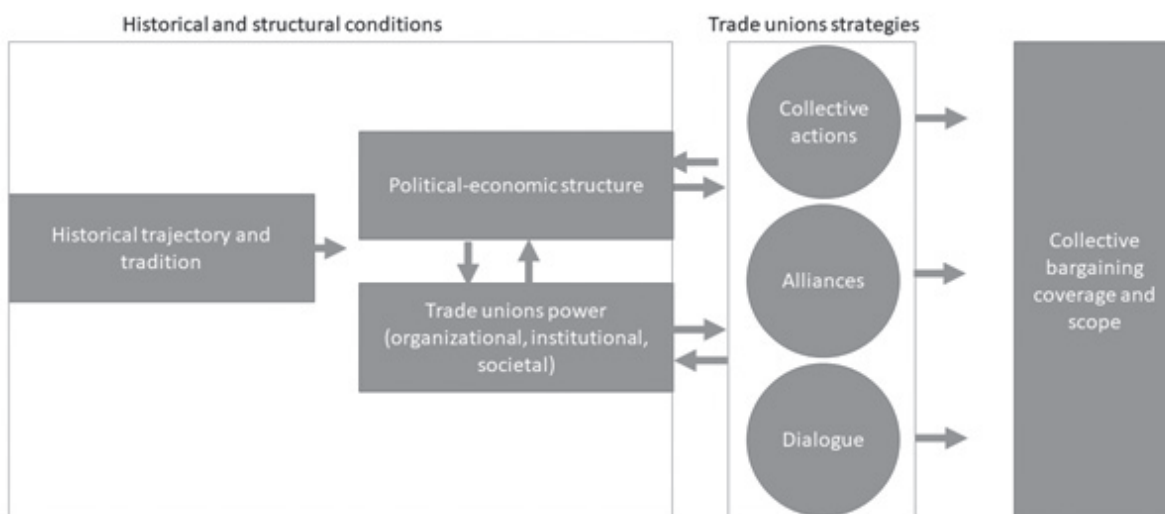 Historical and structural conditions
Trade unions strategies
Collective
actions
Political-economic structure
Historical trajectory and
tradition
Collective
bargaining
coverage and
scope
Alliances
Trade unions power
(organizational, institutional,
societal)
Dialogue